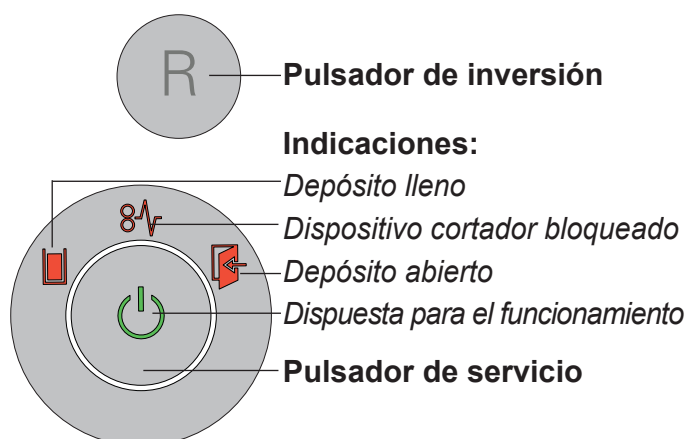 R
Pulsador de inversión
Indicaciones:
Depósito lleno
Dispositivo cortador bloqueado
Depósito abierto
Dispuesta para el funcionamiento
Pulsador de servicio